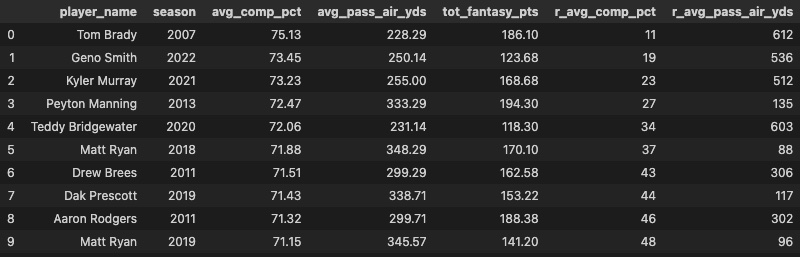 player_name season avg_comp_pct avg_pass_air_yds tot_fantasy_pts r_avg_comp_pct r_avg_pass_air_yds
0 Tom Brady 2007 75.13 228.29 186.10 11 612
1 Geno Smith 2022 73.45 250.14 123.68 19 536
2 Kyler Murray 2021 73.23 255.00 168.68 23 512
3 Peyton Manning 2013 72.47 333.29 194.30 27 135
4 Teddy Bridgewater 2020 72.06 231.14 118.30 34 603
5 Matt Ryan 2018 71.88 348.29 170.10 37 88
6 Drew Brees 2011 71.51 299.29 162.58 43 306
7 Dak Prescott 2019 71.43 338.71 153.22 44 117
8 Aaron Rodgers 2011 71.32 299.71 188.38 46 302
9 Matt Ryan 2019 71.15 345.57 141.20 48 96